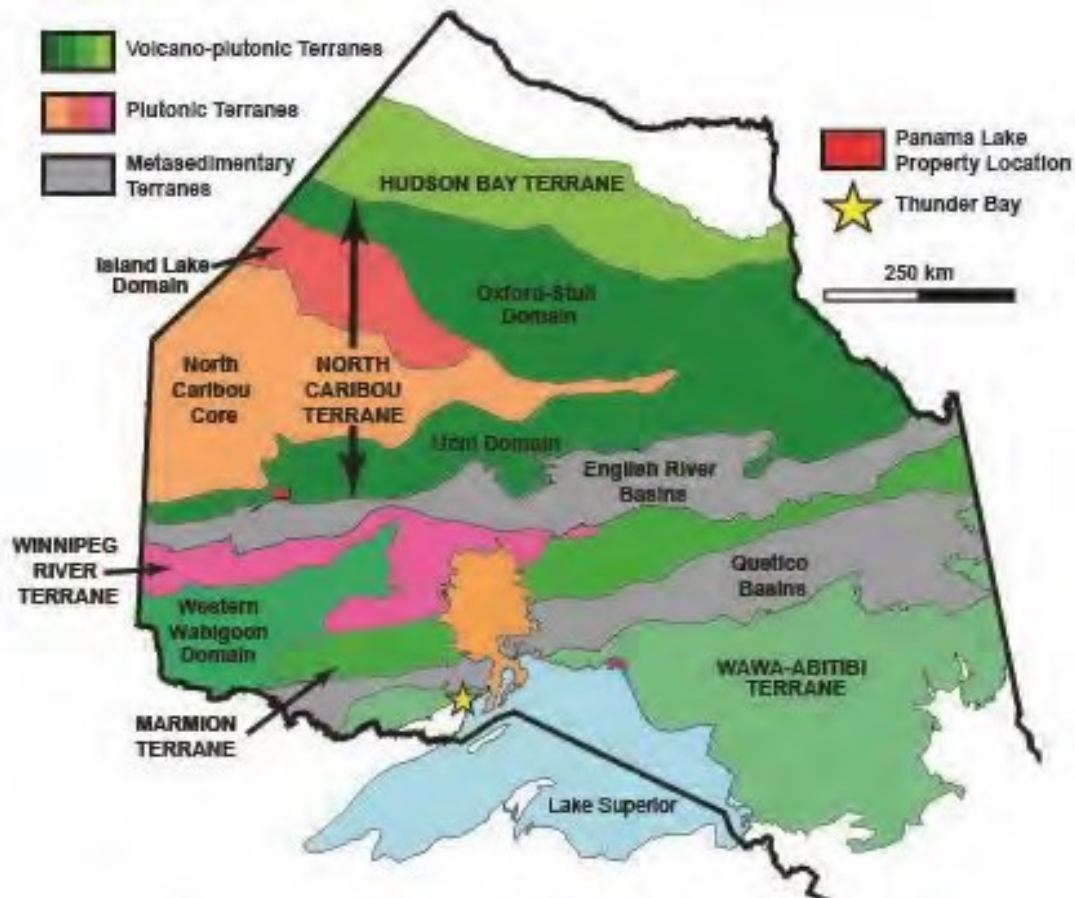 Volcano-plutonic Terranes
Plutonic Terranes
Metasedimentary
Terranes
Panama Lake
Property Location
Thunder Bay
250 km
HUDSON BAY TERRANE
Island Lake
Domain
Oxford-Stull
Domain
North
Caribou
Core
NORTH
CARIBOU
TERRANE
Uchi Domain
English River
Basins
WINNIPEG
RIVER
TERRANE
Quetico
Basins
Western
Wabigoon
Domain
WAWA-ABITIBI
TERRANE
MARMION
TERRANE
Lake Superior